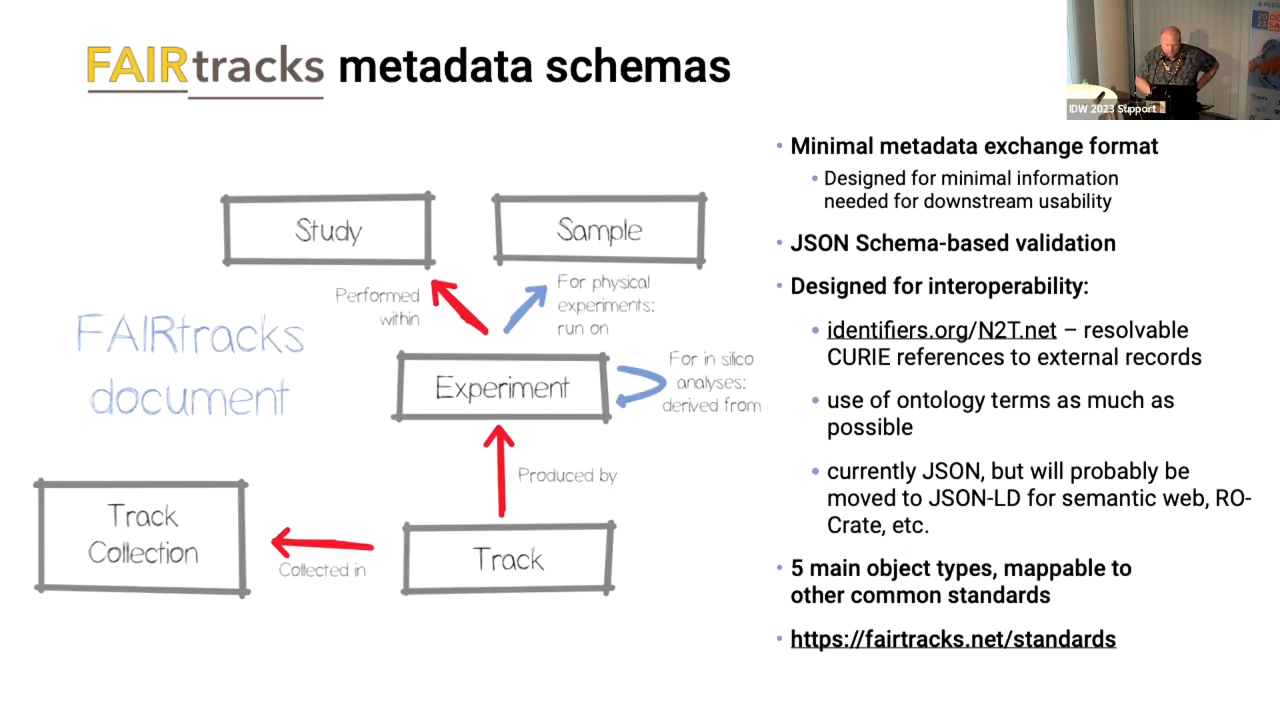 FAIRtracks metadata schemas
IDW 2023 Support
Study
Sample
Performed
within
For physical
experiments:
run on
FAIRtracks
document
Experiment
For in silico
analyses:
derived from
Produced by
Track
Collection
Collected in
Track
• Minimal metadata exchange format
• Designed for minimal information
needed for downstream usability
• JSON Schema-based validation
• Designed for interoperability:
• identifiers.org/N2T.net – resolvable
CURIE references to external records
• use of ontology terms as much as
possible
• currently JSON, but will probably be
moved to JSON-LD for semantic web, RO-
Crate, etc.
• 5 main object types, mappable to
other common standards
• https://fairtracks.net/standards